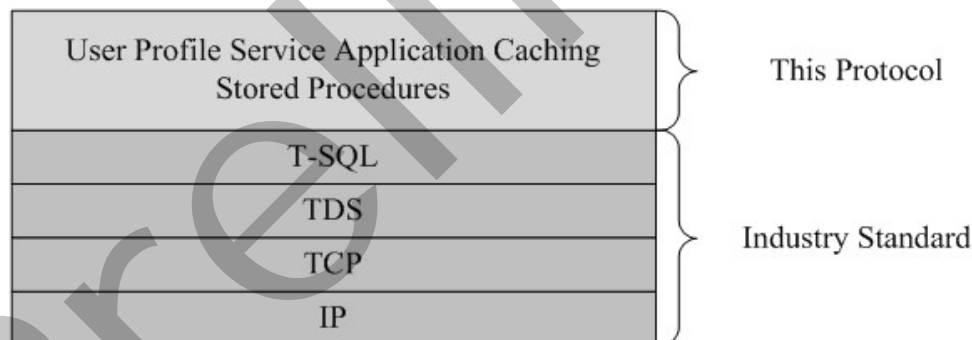 User Profile Service Application Caching
Stored Procedures
This Protocol
T-SQL
TDS
TCP
IP
Industry Standard